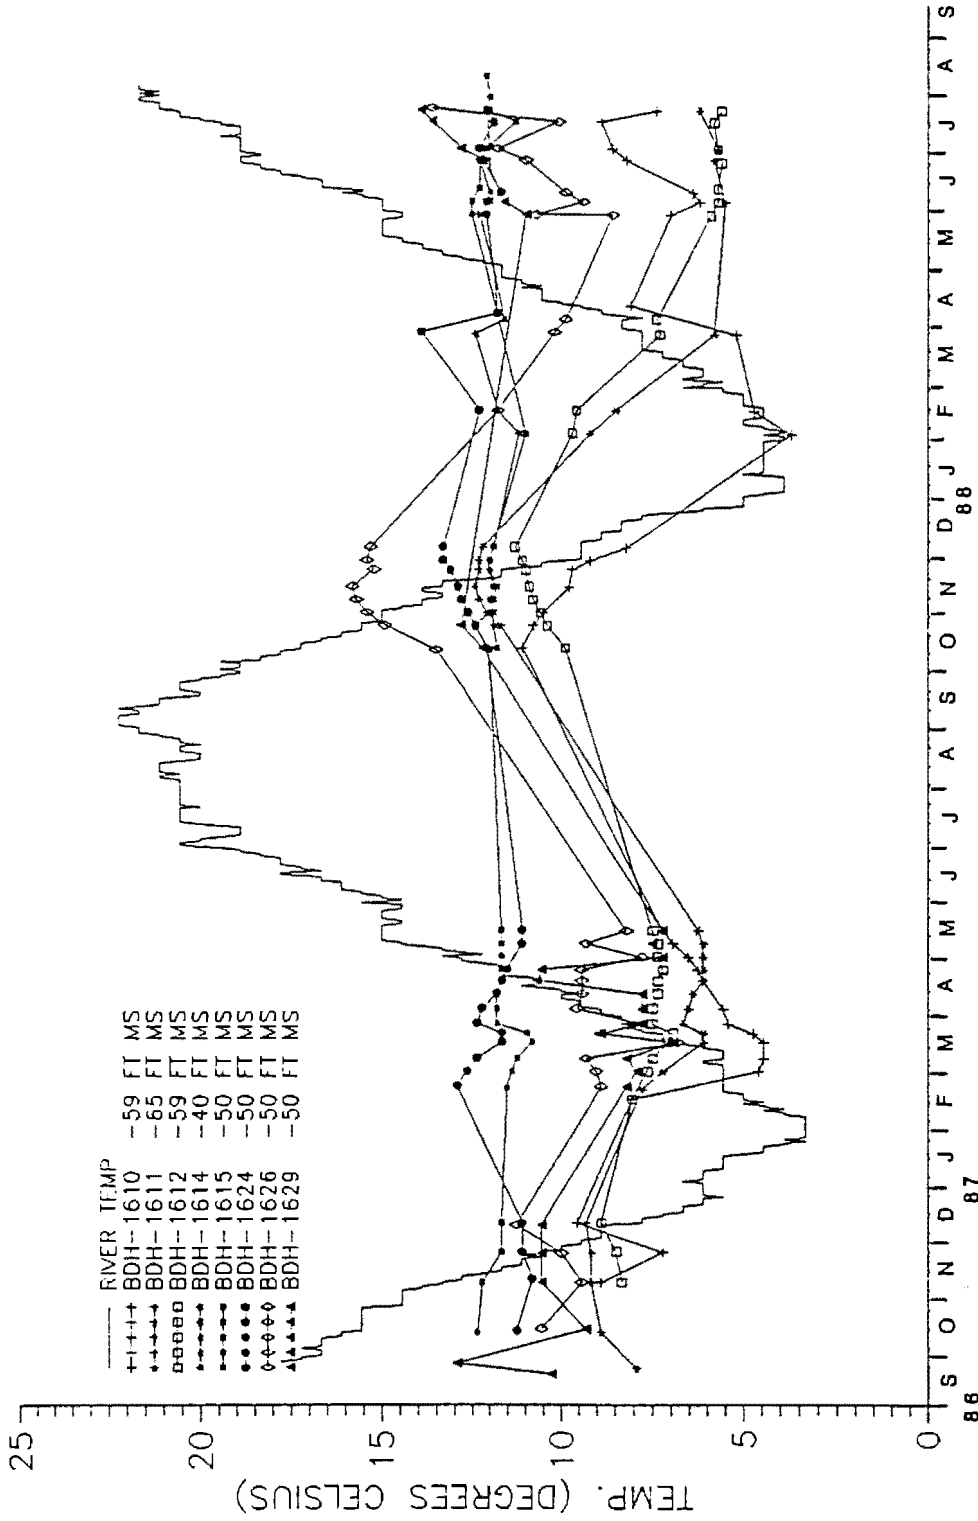 RIVER TEMP
BDH-1610 --59 FT MS
BDH-1611 --65 FT MS
BDH-1612 --59 FT MS
BDH-1614 --40 FT MS
BDH-1615 --50 FT MS
BDH-1624 --50 FT MS
BDH-1626 --50 FT MS
BDH-1629 --50 FT MS
TEMP. (DEGREES CELSIUS)
25
20
15
10
5
0
S O N D J F M A M J J A S O N D J F M A M J J A S
86 87 88